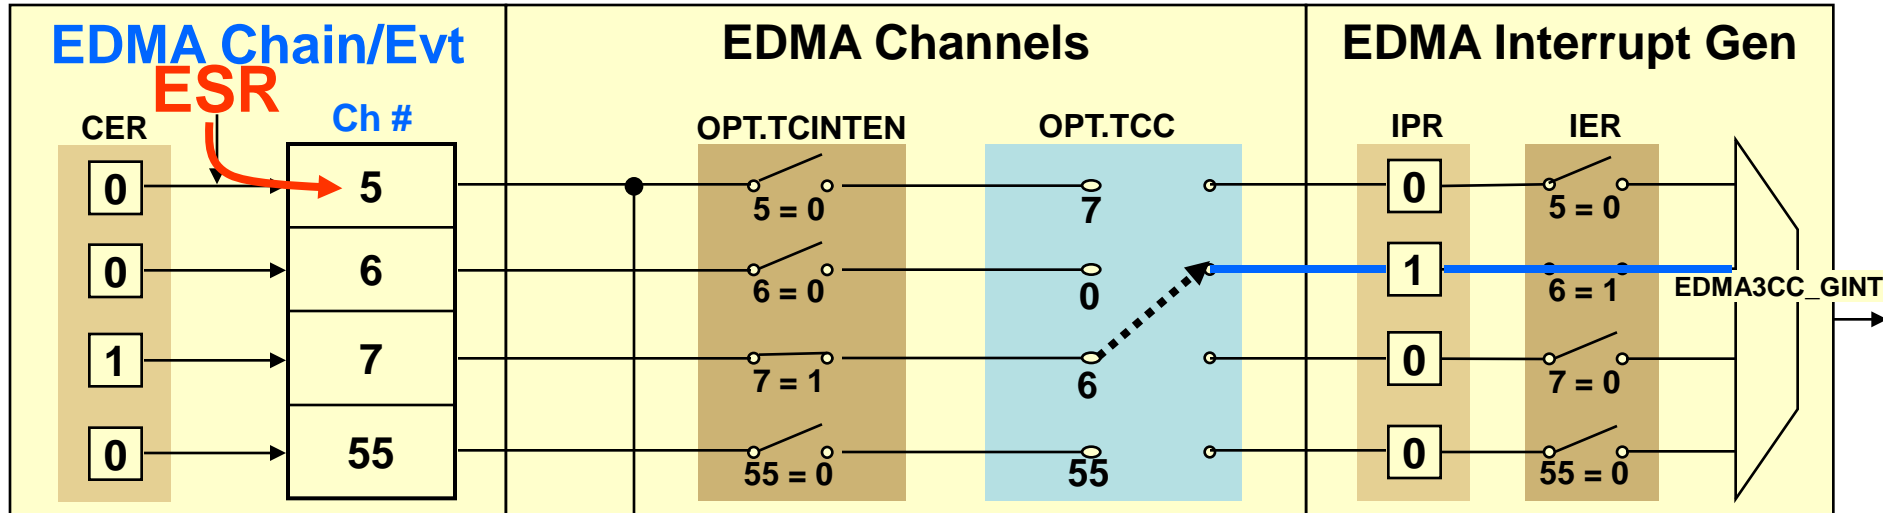 EDMA Chain/Evt
EDMA Channels
EDMA Interrupt Gen
ESR
CER
Ch #
OPT.TCINTEN
OPT.TCC
IPR
IER
0
5
5 = 0
7
0
5 = 0
0
6
6 = 0
0
1
6 = 1
EDMA3CC_GINT
1
7
7 = 1
6
0
7 = 0
0
55
55 = 0
55
0
55 = 0